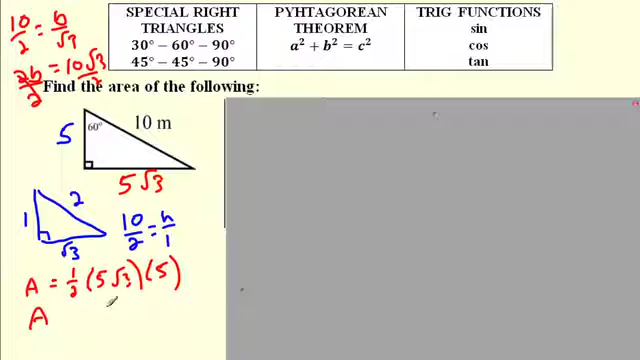 SPECIAL RIGHT TRIANGLES
30° – 60° – 90°
45° – 45° – 90°
PYHTAGOREAN THEOREM
a² + b² = c²
TRIG FUNCTIONS
sin
cos
tan
10/2 = b/√3
2b/2 = 10√3/2
Find the area of the following:
5
60°
10 m
5√3
1
2
√3
10/2 = h/1
A = 1/2 (5√3)(5)
A